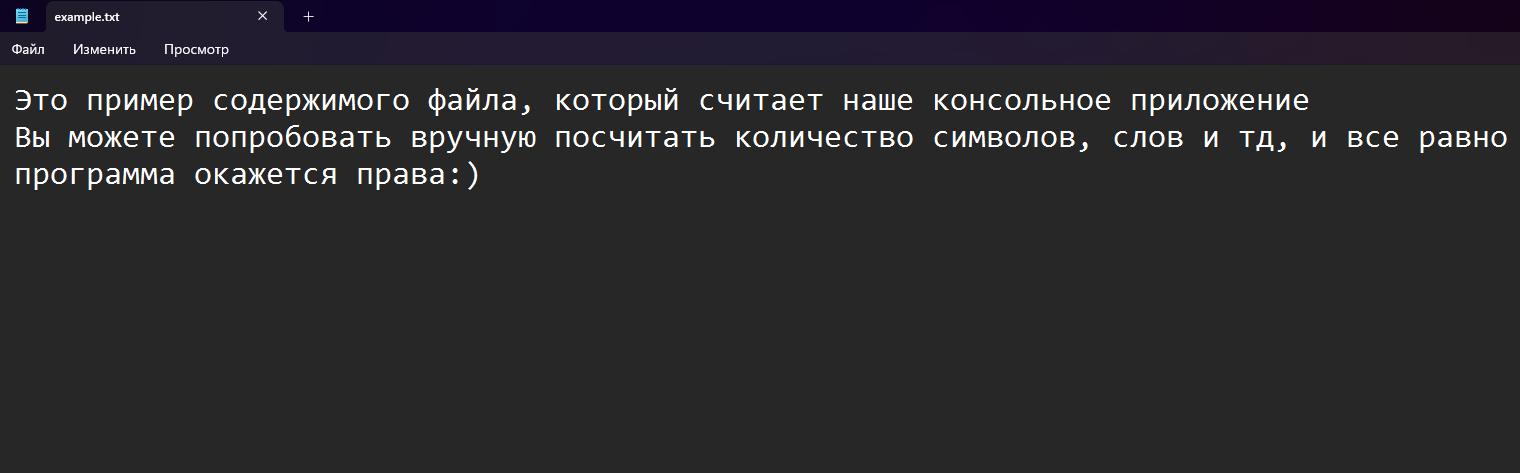 example.txt
Файл Изменить Просмотр
Это пример содержимого файла, который считает наше консольное приложение
Вы можете попробовать вручную посчитать количество символов, слов и тд, и все равно
программа окажется права:)